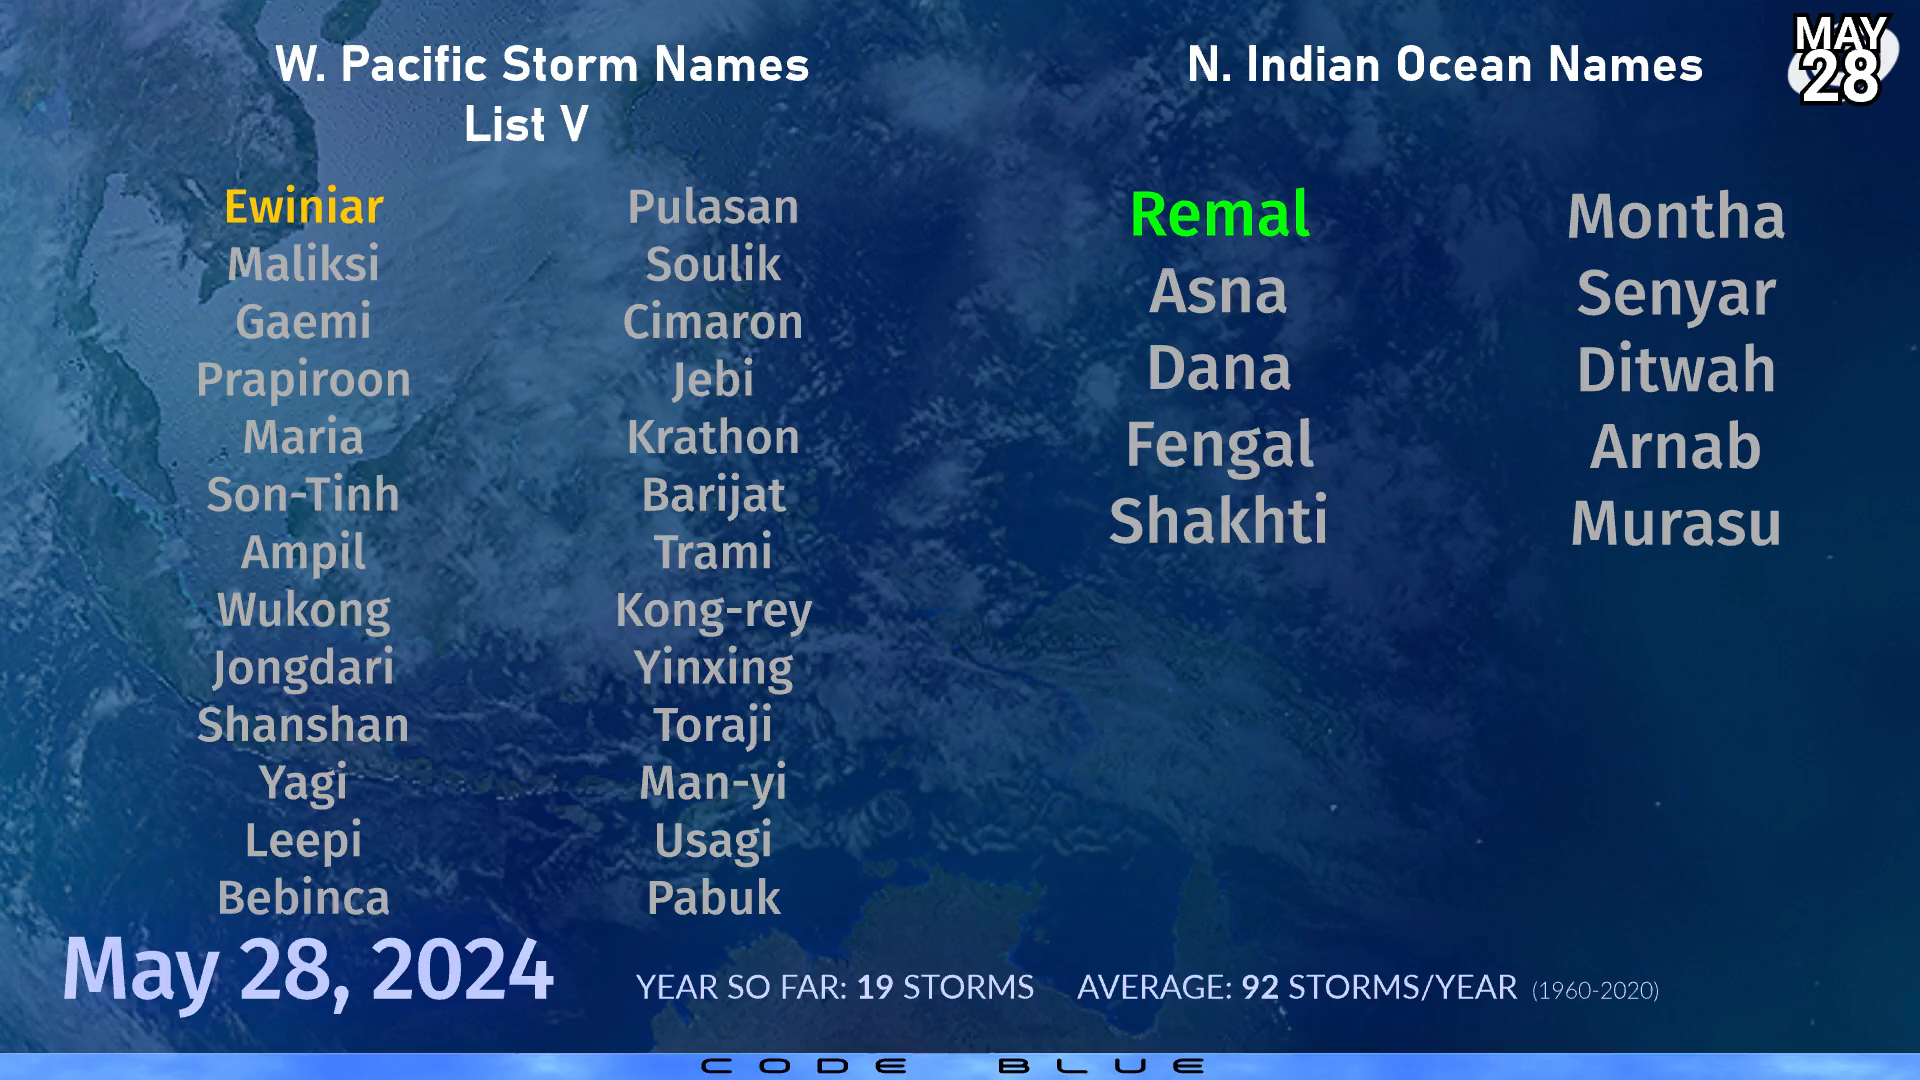 W. Pacific Storm Names
List V
Ewiniar
Maliksi
Gaemi
Prapiroon
Maria
Son-Tinh
Ampil
Wukong
Jongdari
Shanshan
Yagi
Leepi
Bebinca
Pulasan
Soulik
Cimaron
Jebi
Krathon
Barijat
Trami
Kong-rey
Yinxing
Toraji
Man-yi
Usagi
Pabuk
N. Indian Ocean Names
Remal
Asna
Dana
Fengal
Shakhti
Montha
Senyar
Ditwah
Arnab
Murasu
MAY
28
May 28, 2024
YEAR SO FAR: 19 STORMS AVERAGE: 92 STORMS/YEAR (1960-2020)
CODE BLUE